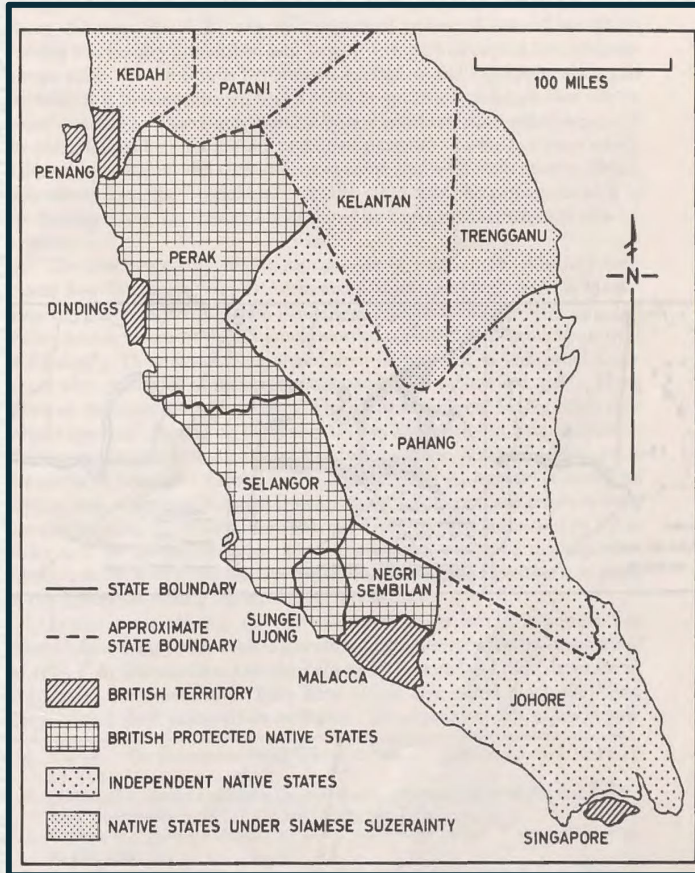 KEDAH
PATANI
100 MILES
PENANG
KELANTAN
TRENGGANU
PERAK
N
DINDINGS
PAHANG
SELANGOR
STATE BOUNDARY
NEGRI
SEMBILAN
APPROXIMATE
STATE BOUNDARY
SUNGEI
UJONG
MALACCA
BRITISH TERRITORY
JOHORE
BRITISH PROTECTED NATIVE STATES
INDEPENDENT NATIVE STATES
NATIVE STATES UNDER SIAMESE SUZERAINTY
SINGAPORE